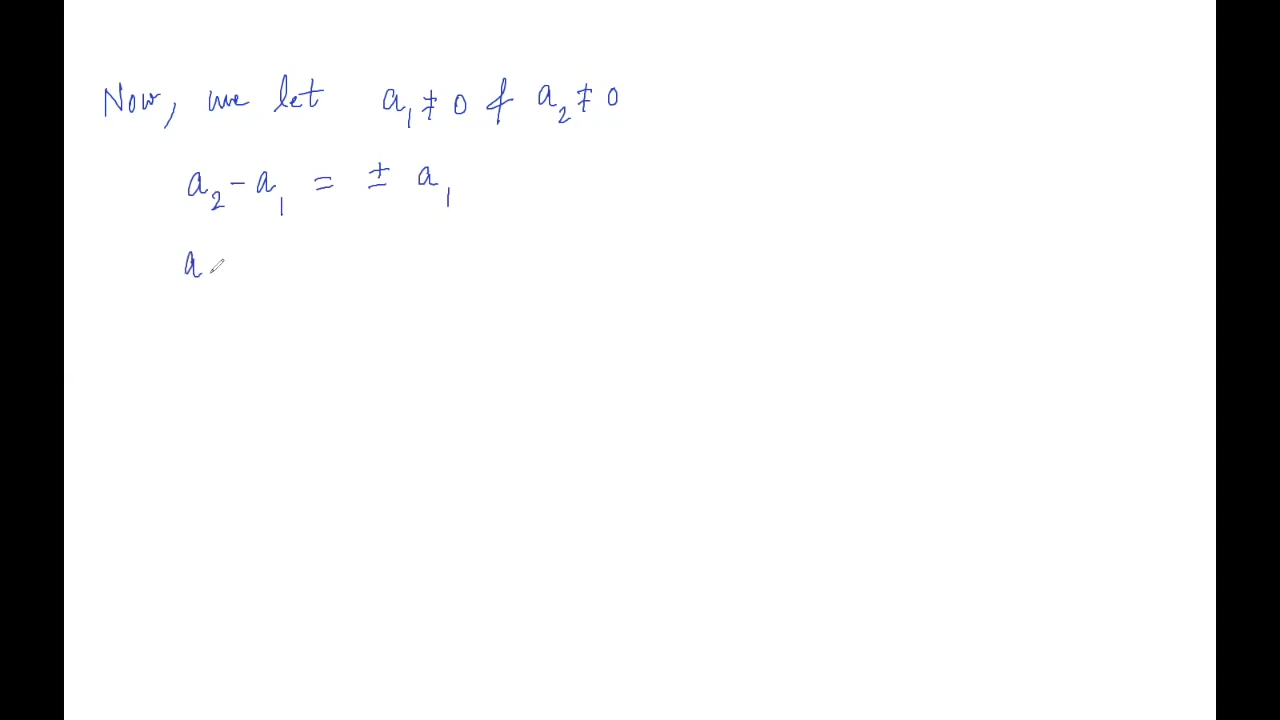 Now, we let a₁ ≠ 0 & a₂ ≠ 0
a₂ - a₁ = ± a₁
a